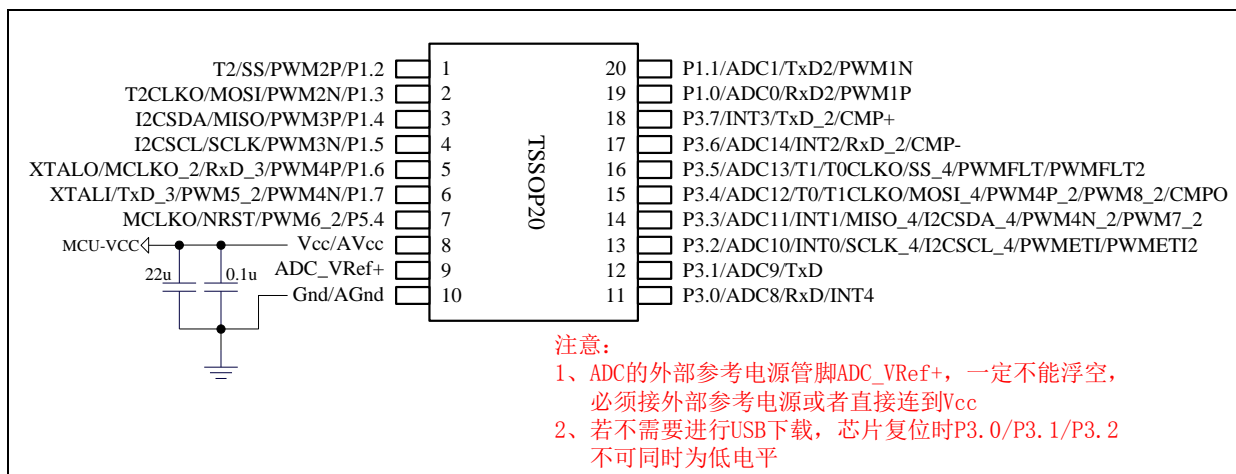 T2/SS/PWM2P/P1.2 1
T2CLKO/MOSI/PWM2N/P1.3 2
I2CSDA/MISO/PWM3P/P1.4 3
I2CSCL/SCLK/PWM3N/P1.5 4
XTALO/MCLKO_2/RxD_3/PWM4P/P1.6 5
XTALI/TxD_3/PWM5_2/PWM4N/P1.7 6
MCLKO/NRST/PWM6_2/P5.4 7
MCU-VCC Vcc/AVcc 8
22u 0.1u ADC_VRef+ 9
Gnd/AGnd 10
TSSOP20
20 P1.1/ADC1/TxD2/PWM1N
19 P1.0/ADC0/RxD2/PWM1P
18 P3.7/INT3/TxD_2/CMP+
17 P3.6/ADC14/INT2/RxD_2/CMP-
16 P3.5/ADC13/T1/T0CLKO/SS_4/PWMFLT/PWMFLT2
15 P3.4/ADC12/T0/T1CLKO/MOSI_4/PWM4P_2/PWM8_2/CMPO
14 P3.3/ADC11/INT1/MISO_4/I2CSDA_4/PWM4N_2/PWM7_2
13 P3.2/ADC10/INT0/SCLK_4/I2CSCL_4/PWMETI/PWMETI2
12 P3.1/ADC9/TxD
11 P3.0/ADC8/RxD/INT4
注意：
1、ADC的外部参考电源管脚ADC_VRef+，一定不能浮空，
必须接外部参考电源或者直接连到Vcc
2、若不需要进行USB下载，芯片复位时P3.0/P3.1/P3.2
不可同时为低电平